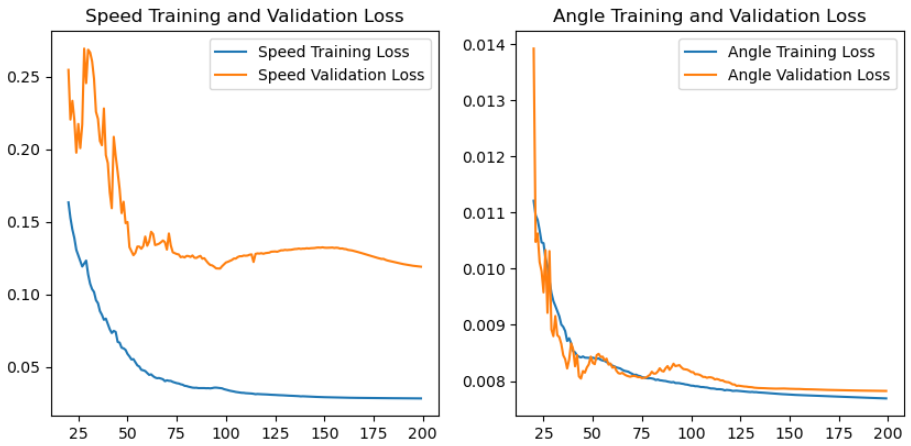 Speed Training and Validation Loss
Speed Training Loss
Speed Validation Loss
0.25
0.20
0.15
0.10
0.05
25 50 75 100 125 150 175 200
Angle Training and Validation Loss
Angle Training Loss
Angle Validation Loss
0.014
0.013
0.012
0.011
0.010
0.009
0.008
25 50 75 100 125 150 175 200